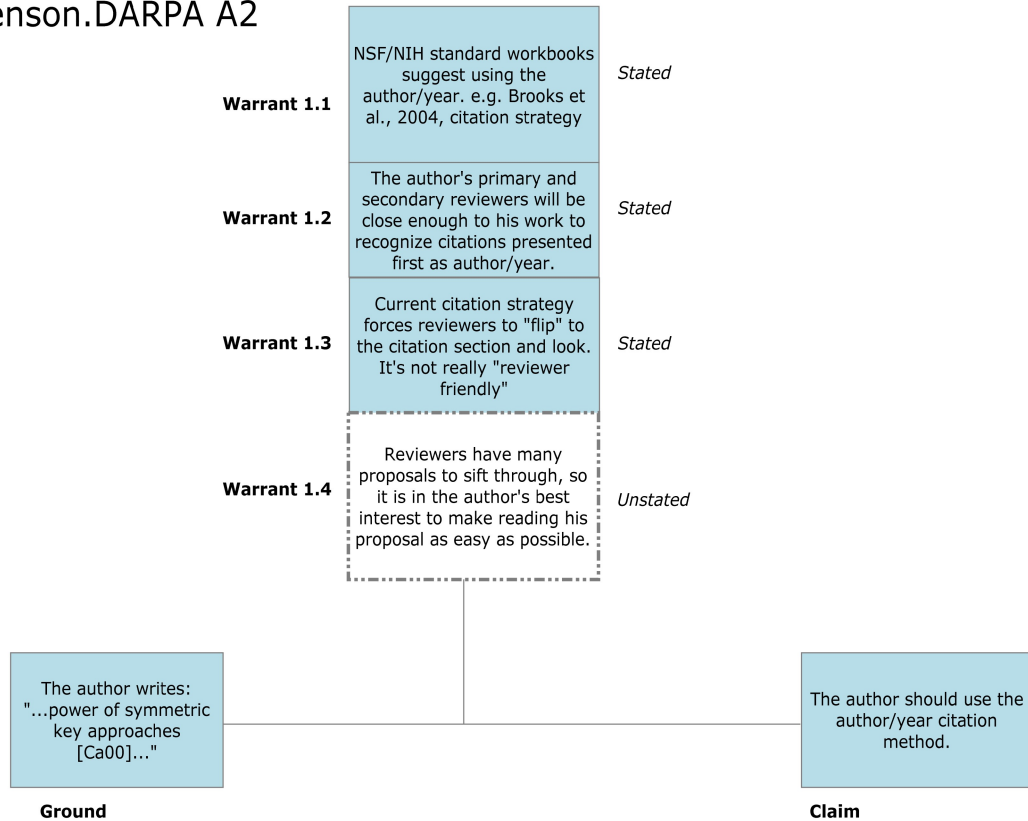 enson.DARPA A2
NSF/NIH standard workbooks
suggest using the
author/year. e.g. Brooks et
al., 2004, citation strategy
Stated
Warrant 1.1
The author's primary and
secondary reviewers will be
close enough to his work to
recognize citations presented
first as author/year.
Stated
Warrant 1.2
Current citation strategy
forces reviewers to "flip" to
the citation section and look.
It's not really "reviewer
friendly"
Stated
Warrant 1.3
Reviewers have many
proposals to sift through, so
it is in the author's best
interest to make reading his
proposal as easy as possible.
Unstated
Warrant 1.4
The author writes:
"...power of symmetric
key approaches
[Ca00]..."
Ground
The author should use the
author/year citation
method.
Claim